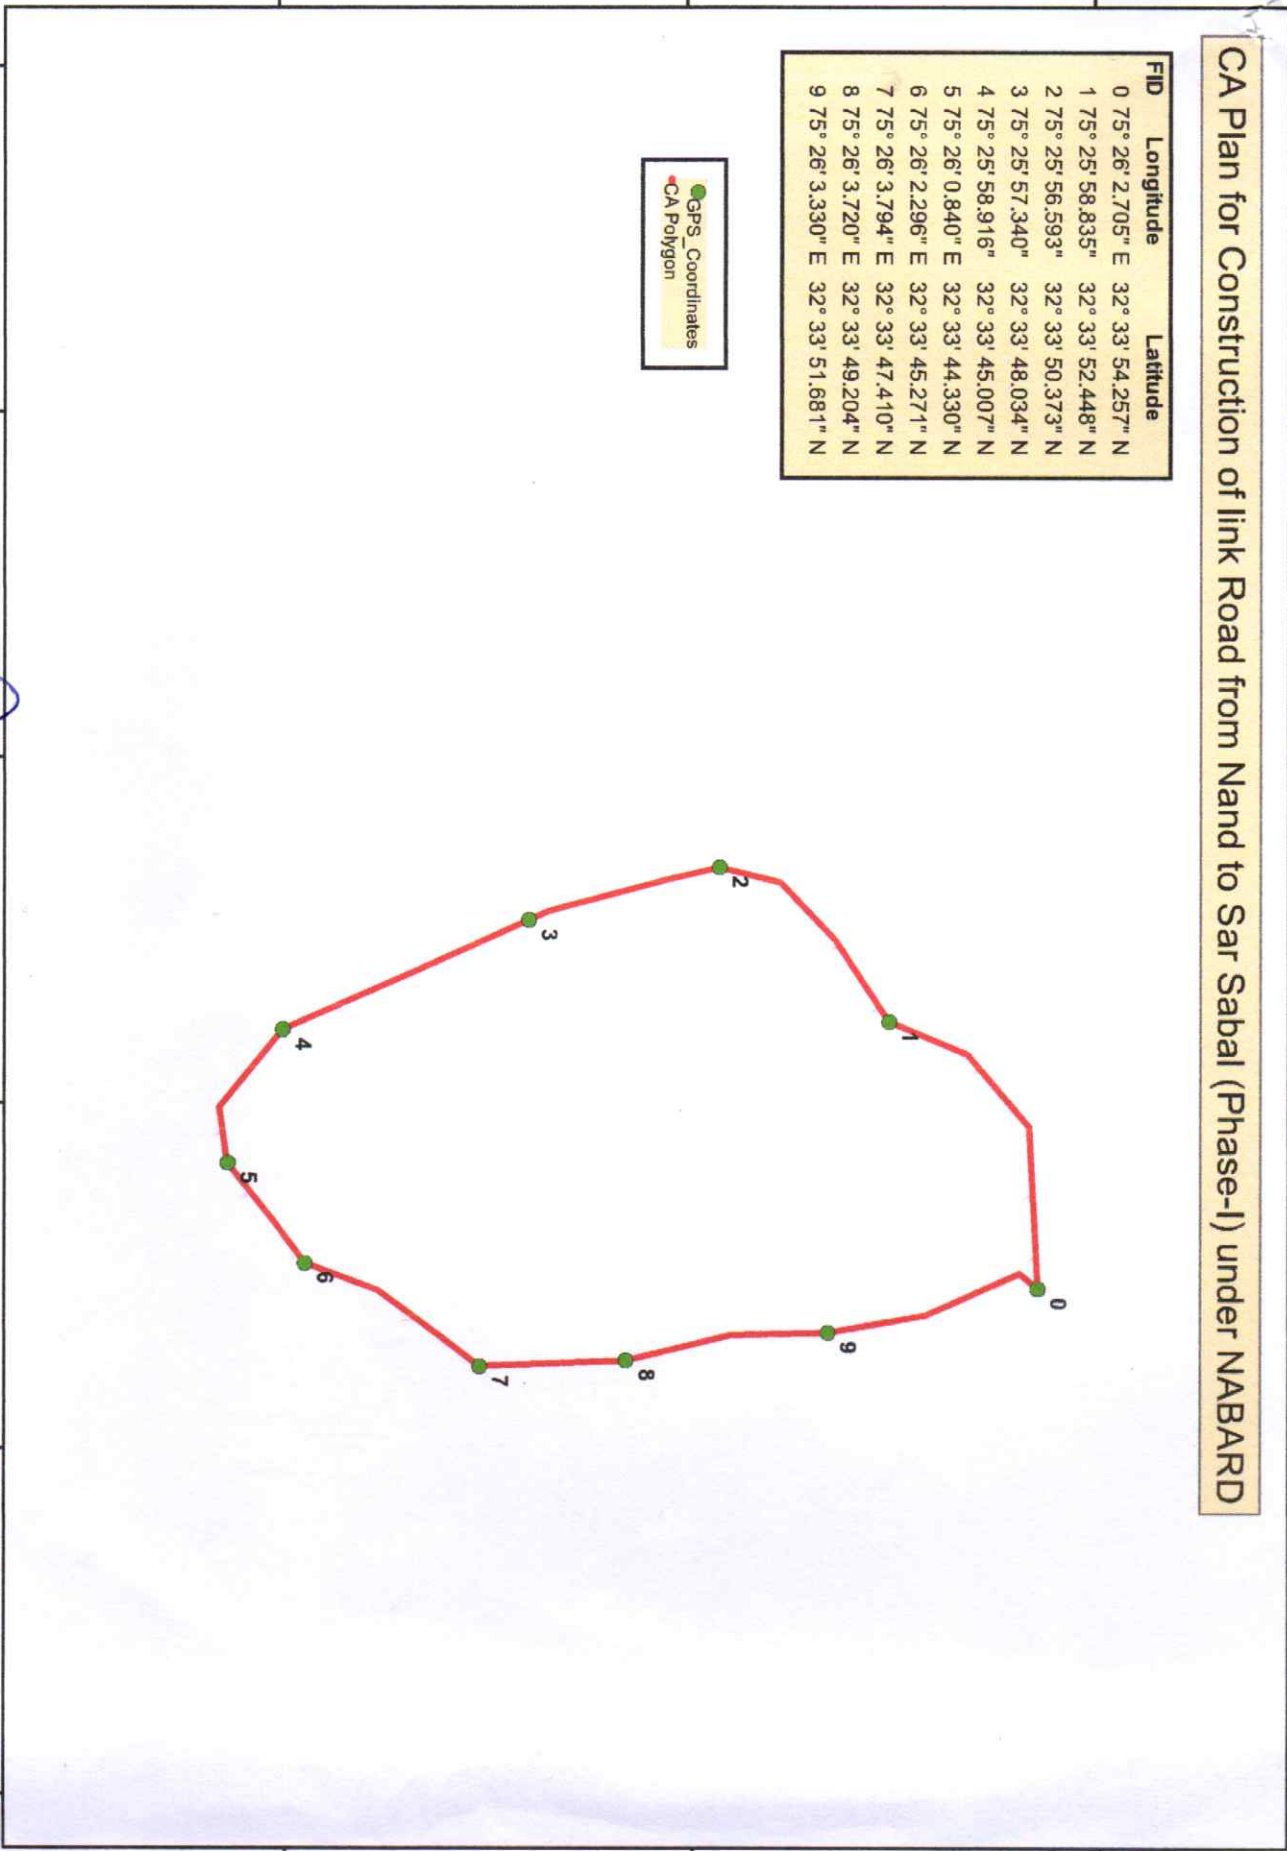 CA Plan for Construction of link Road from Nand to Sar Sabal (Phase-I) under NABARD
FID Longitude Latitude
0 75° 26' 2.705" E 32° 33' 54.257" N
1 75° 25' 58.835" 32° 33' 52.448" N
2 75° 25' 56.593" 32° 33' 50.373" N
3 75° 25' 57.340" 32° 33' 48.034" N
4 75° 25' 58.916" 32° 33' 45.007" N
5 75° 26' 0.840" E 32° 33' 44.330" N
6 75° 26' 2.296" E 32° 33' 45.271" N
7 75° 26' 3.794" E 32° 33' 47.410" N
8 75° 26' 3.720" E 32° 33' 49.204" N
9 75° 26' 3.330" E 32° 33' 51.681" N
GPS_Coordinates
CA Polygon
0
1
2
3
4
5
6
7
8
9